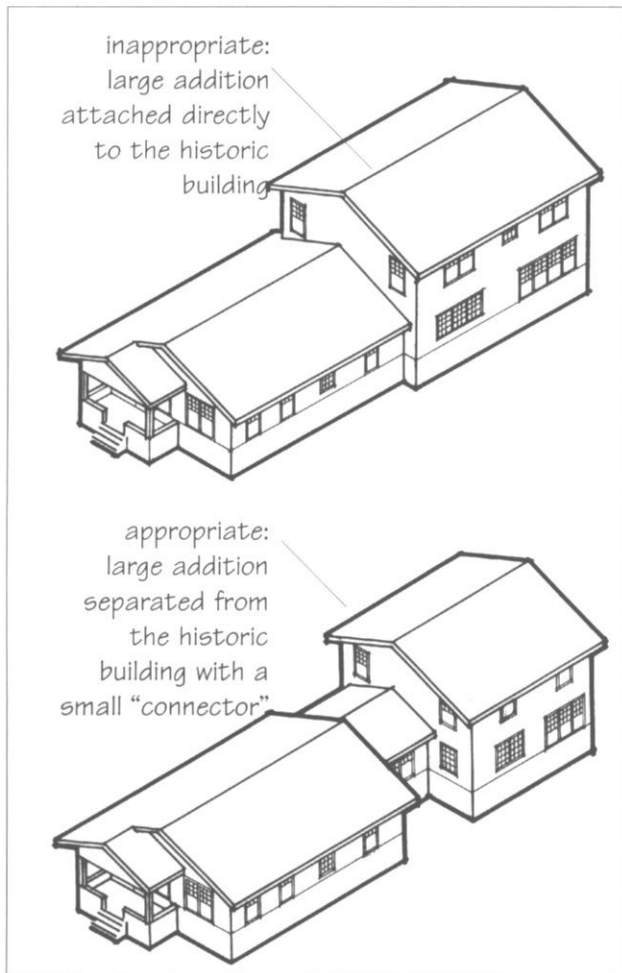 inappropriate:
large addition
attached directly
to the historic
building
appropriate:
large addition
separated from
the historic
building with a
small “connector”